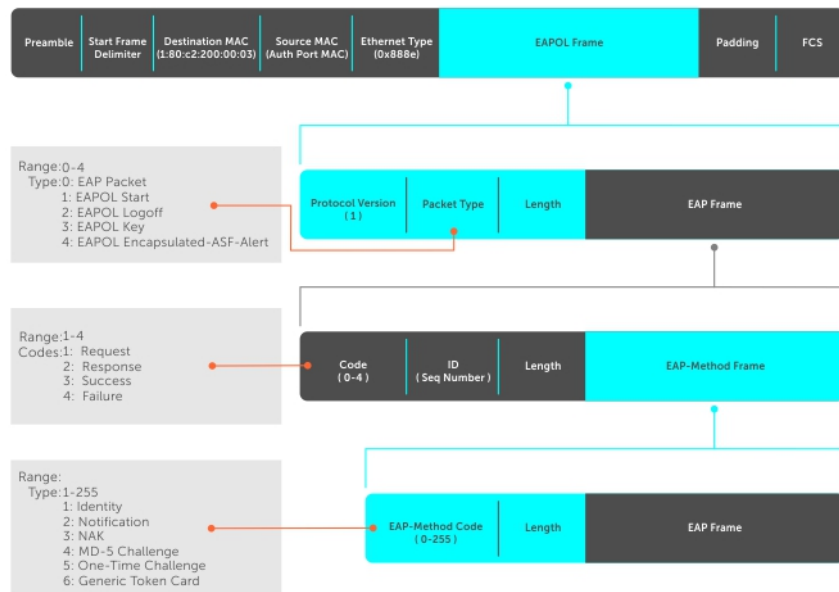 Preamble
Start Frame
Delimiter
Destination MAC
(1:80:c2:200:00:03)
Source MAC
(Auth Port MAC)
Ethernet Type
(0x888e)
EAPOL Frame
Padding
FCS
Range:0-4
Type:0: EAP Packet
1: EAPOL Start
2: EAPOL Logoff
3: EAPOL Key
4: EAPOL Encapsulated-ASF-Alert
Protocol Version
( 1 )
Packet Type
Length
EAP Frame
Range:1-4
Codes:1: Request
2: Response
3: Success
4: Failure
Code
( 0-4 )
ID
( Seq Number )
Length
EAP-Method Frame
Range:
Type:1-255
1: Identity
2: Notification
3: NAK
4: MD-5 Challenge
5: One-Time Challenge
6: Generic Token Card
EAP-Method Code
( 0-255 )
Length
EAP Frame